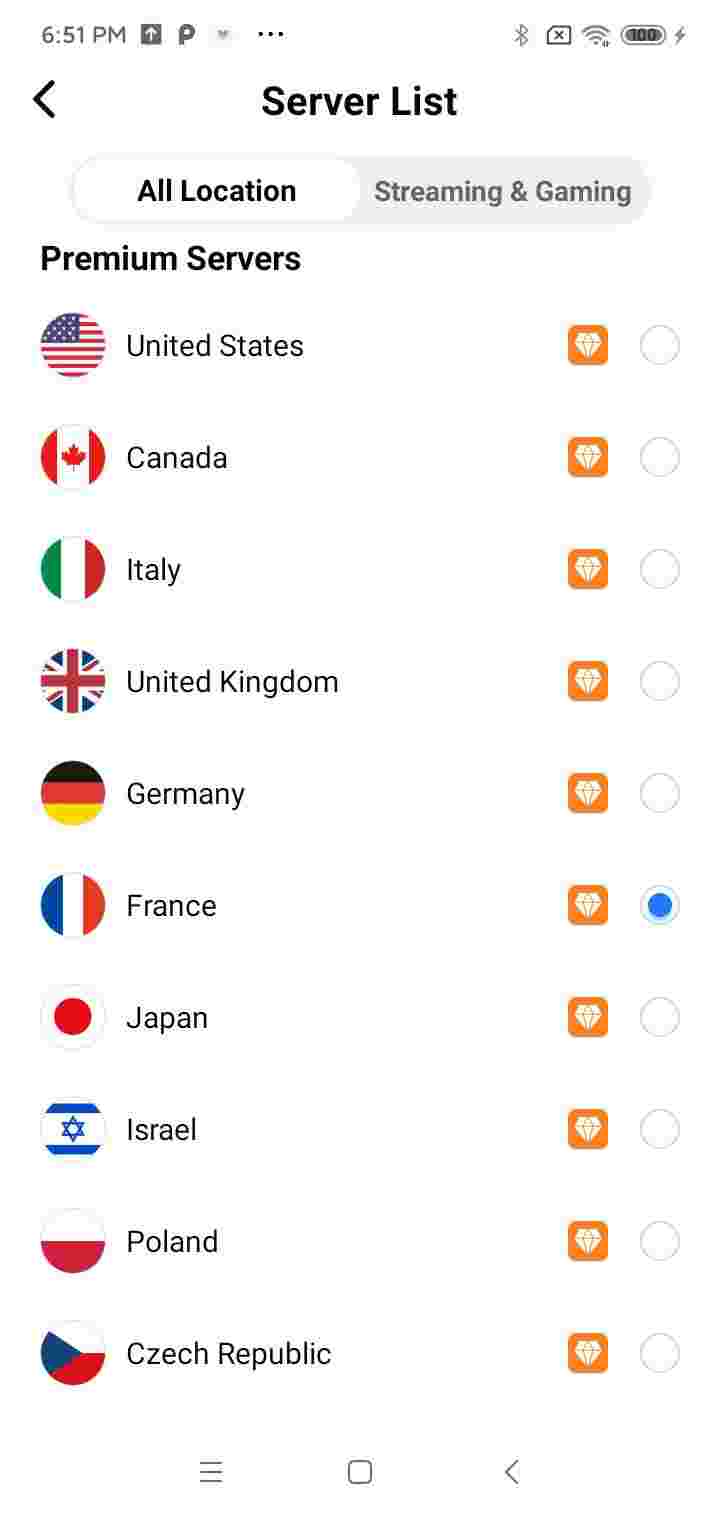 6:51 PM
100
Server List
All Location
Streaming & Gaming
Premium Servers
United States
Canada
Italy
United Kingdom
Germany
France
Japan
Israel
Poland
Czech Republic